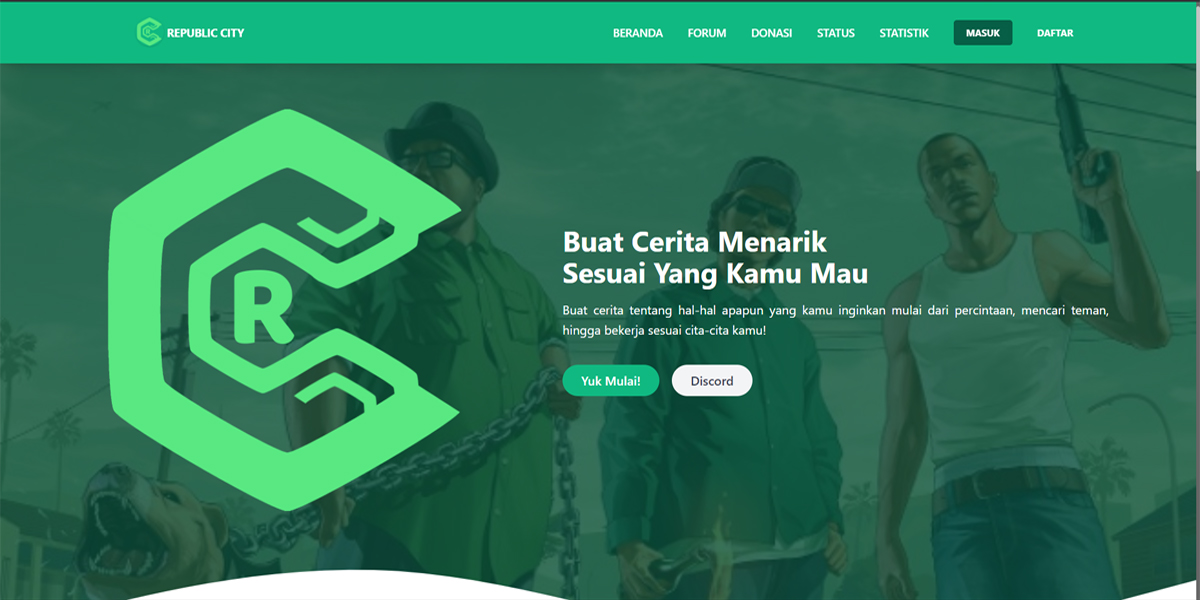 R
REPUBLIC CITY
BERANDA
FORUM
DONASI
STATUS
STATISTIK
MASUK
DAFTAR
R
Buat Cerita Menarik
Sesuai Yang Kamu Mau
Buat cerita tentang hal-hal apapun yang kamu inginkan mulai dari percintaan, mencari teman,
hingga bekerja sesuai cita-cita kamu!
Yuk Mulai!
Discord